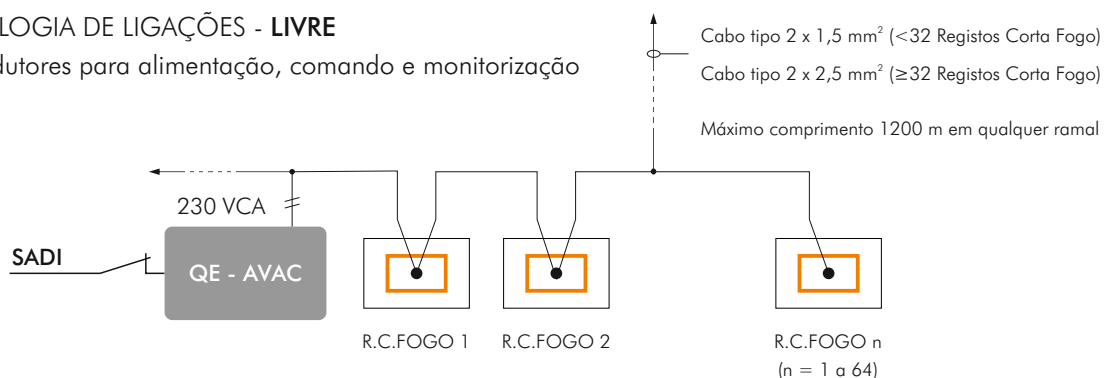 LOGIA DE LIGAÇÕES - LIVRE
dutores para alimentação, comando e monitorização
Cabo tipo 2 x 1,5 mm² (<32 Registos Corta Fogo)
Cabo tipo 2 x 2,5 mm² (≥32 Registos Corta Fogo)
Máximo comprimento 1200 m em qualquer ramal
230 VCA
SADI
QE - AVAC
R.C.FOGO 1
R.C.FOGO 2
R.C.FOGO n
(n = 1 a 64)